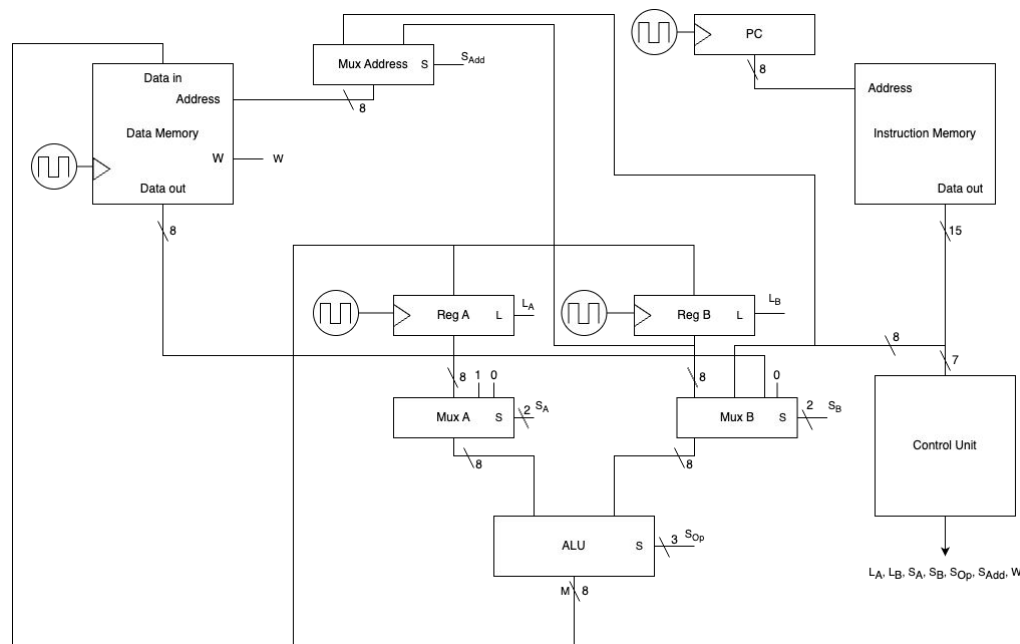 PC
8
Mux Address S
S_Add
8
Data in
Address
Data Memory
W
W
Data out
8
Address
Instruction Memory
Data out
15
Reg A L
L_A
Reg B L
L_B
8
7
8 1 0
8 0
Mux A S
2 S_A
Mux B S
2 S_B
8
8
Control Unit
ALU S
3 S_Op
M 8
L_A, L_B, S_A, S_B, S_Op, S_Add, W